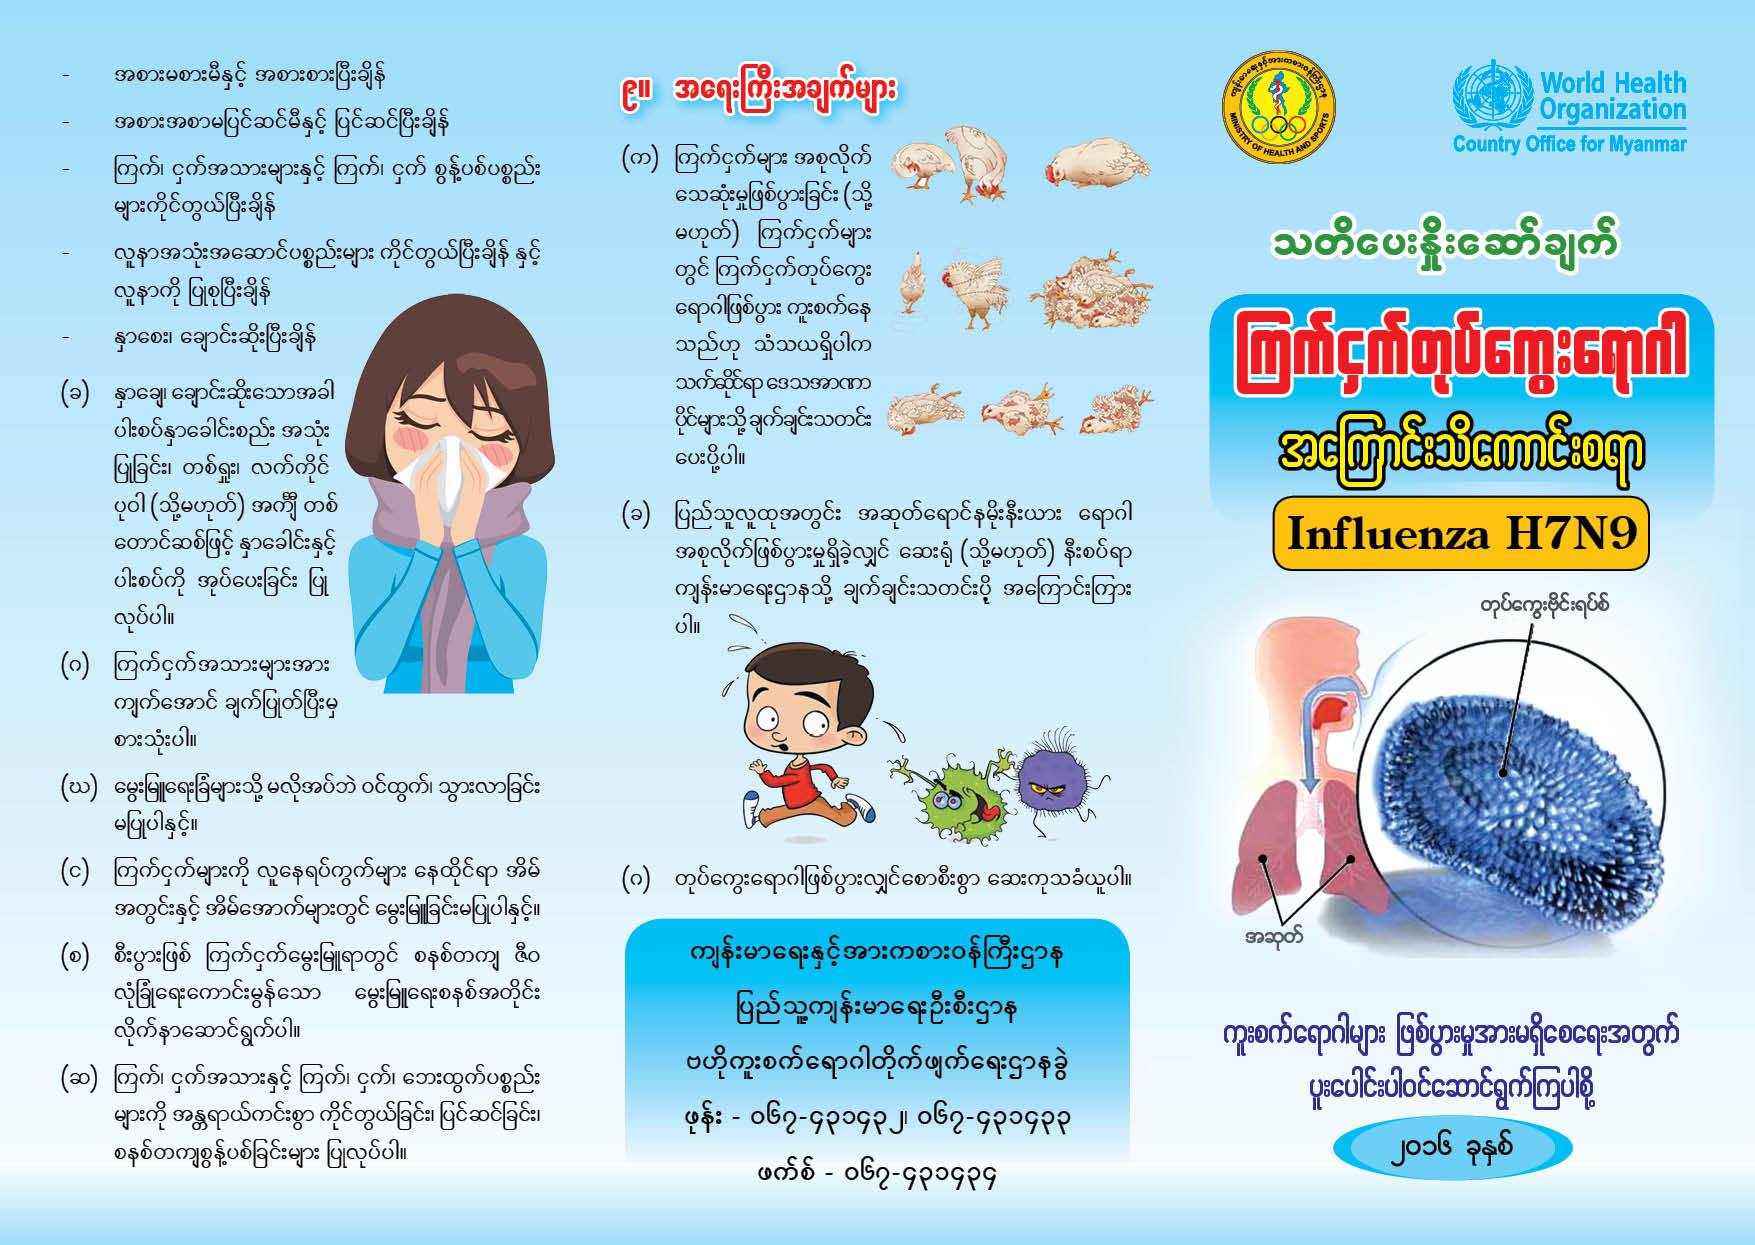 - အစားမစားမီနှင့် အစားစားပြီးချိန်
- အစားအစာမပြင်ဆင်မီနှင့် ပြင်ဆင်ပြီးချိန်
- ကြက်၊ ငှက်အသားများနှင့် ကြက်၊ ငှက် စွန့်ပစ်ပစ္စည်း
များကိုင်တွယ်ပြီးချိန်
- လူနာအသုံးအဆောင်ပစ္စည်းများ ကိုင်တွယ်ပြီးချိန် နှင့်
လူနာကို ပြုစုပြီးချိန်
- နှာစေး၊ ချောင်းဆိုးပြီးချိန်
(ခ) နှာချေ၊ ချောင်းဆိုးသောအခါ
ပါးစပ်နှာခေါင်းစည်း အသုံး
ပြုခြင်း၊ တစ်ရှူး၊ လက်ကိုင်
ပုဝါ (သို့မဟုတ်) အင်္ကျီ တစ်
တောင်ဆစ်ဖြင့် နှာခေါင်းနှင့်
ပါးစပ်ကို အုပ်ပေးခြင်း ပြု
လုပ်ပါ။
(ဂ) ကြက်ငှက်အသားများအား
ကျက်အောင် ချက်ပြုတ်ပြီးမှ
စားသုံးပါ။
(ဃ) မွေးမြူရေးခြံများသို့ မလိုအပ်ဘဲ ဝင်ထွက်၊ သွားလာခြင်း
မပြုပါနှင့်။
(င) ကြက်ငှက်များကို လူနေရပ်ကွက်များ နေထိုင်ရာ အိမ်
အတွင်းနှင့် အိမ်အောက်များတွင် မွေးမြူခြင်းမပြုပါနှင့်။
(စ) စီးပွားဖြစ် ကြက်ငှက်မွေးမြူရာတွင် စနစ်တကျ ဇီဝ
လုံခြုံရေးကောင်းမွန်သော မွေးမြူရေးစနစ်အတိုင်း
လိုက်နာဆောင်ရွက်ပါ။
(ဆ) ကြက်၊ ငှက်အသားနှင့် ကြက်၊ ငှက်၊ ဘေးထွက်ပစ္စည်း
များကို အန္တရာယ်ကင်းစွာ ကိုင်တွယ်ခြင်း၊ ပြင်ဆင်ခြင်း၊
စနစ်တကျစွန့်ပစ်ခြင်းများ ပြုလုပ်ပါ။
၉။ အရေးကြီးအချက်များ
(က) ကြက်ငှက်များ အစုလိုက်
သေဆုံးမှုဖြစ်ပွားခြင်း (သို့
မဟုတ်) ကြက်ငှက်များ
တွင် ကြက်ငှက်တုပ်ကွေး
ရောဂါဖြစ်ပွား ကူးစက်နေ
သည်ဟု သံသယရှိပါက
သက်ဆိုင်ရာ ဒေသအာဏာ
ပိုင်များသို့ ချက်ချင်းသတင်း
ပေးပို့ပါ။
(ခ) ပြည်သူလူထုအတွင်း အဆုတ်ရောင်နမိုးနီးယား ရောဂါ
အစုလိုက်ဖြစ်ပွားမှုရှိခဲ့လျှင် ဆေးရုံ (သို့မဟုတ်) နီးစပ်ရာ
ကျန်းမာရေးဌာနသို့ ချက်ချင်းသတင်းပို့ အကြောင်းကြား
ပါ။
(ဂ) တုပ်ကွေးရောဂါဖြစ်ပွားလျှင်စောစီးစွာ ဆေးကုသခံယူပါ။
ကျန်းမာရေးနှင့်အားကစားဝန်ကြီးဌာန
ပြည်သူ့ကျန်းမာရေးဦးစီးဌာန
ဗဟိုကူးစက်ရောဂါတိုက်ဖျက်ရေးဌာနခွဲ
ဖုန်း - ၀၆၇-၄၃၁၄၃၂၊ ၀၆၇-၄၃၁၄၃၃
ဖက်စ် - ၀၆၇-၄၃၁၄၃၄
ကျန်းမာရေးနှင့်အားကစားဝန်ကြီးဌာန
MINISTRY OF HEALTH AND SPORTS
World Health
Organization
Country Office for Myanmar
သတိပေးနှိုးဆော်ချက်
ကြက်ငှက်တုပ်ကွေးရောဂါ
အကြောင်းသိကောင်းစရာ
Influenza H7N9
တုပ်ကွေးဗိုင်းရပ်စ်
အဆုတ်
ကူးစက်ရောဂါများ ဖြစ်ပွားမှုအားမရှိစေရေးအတွက်
ပူးပေါင်းပါဝင်ဆောင်ရွက်ကြပါစို့
၂၀၁၆ ခုနှစ်